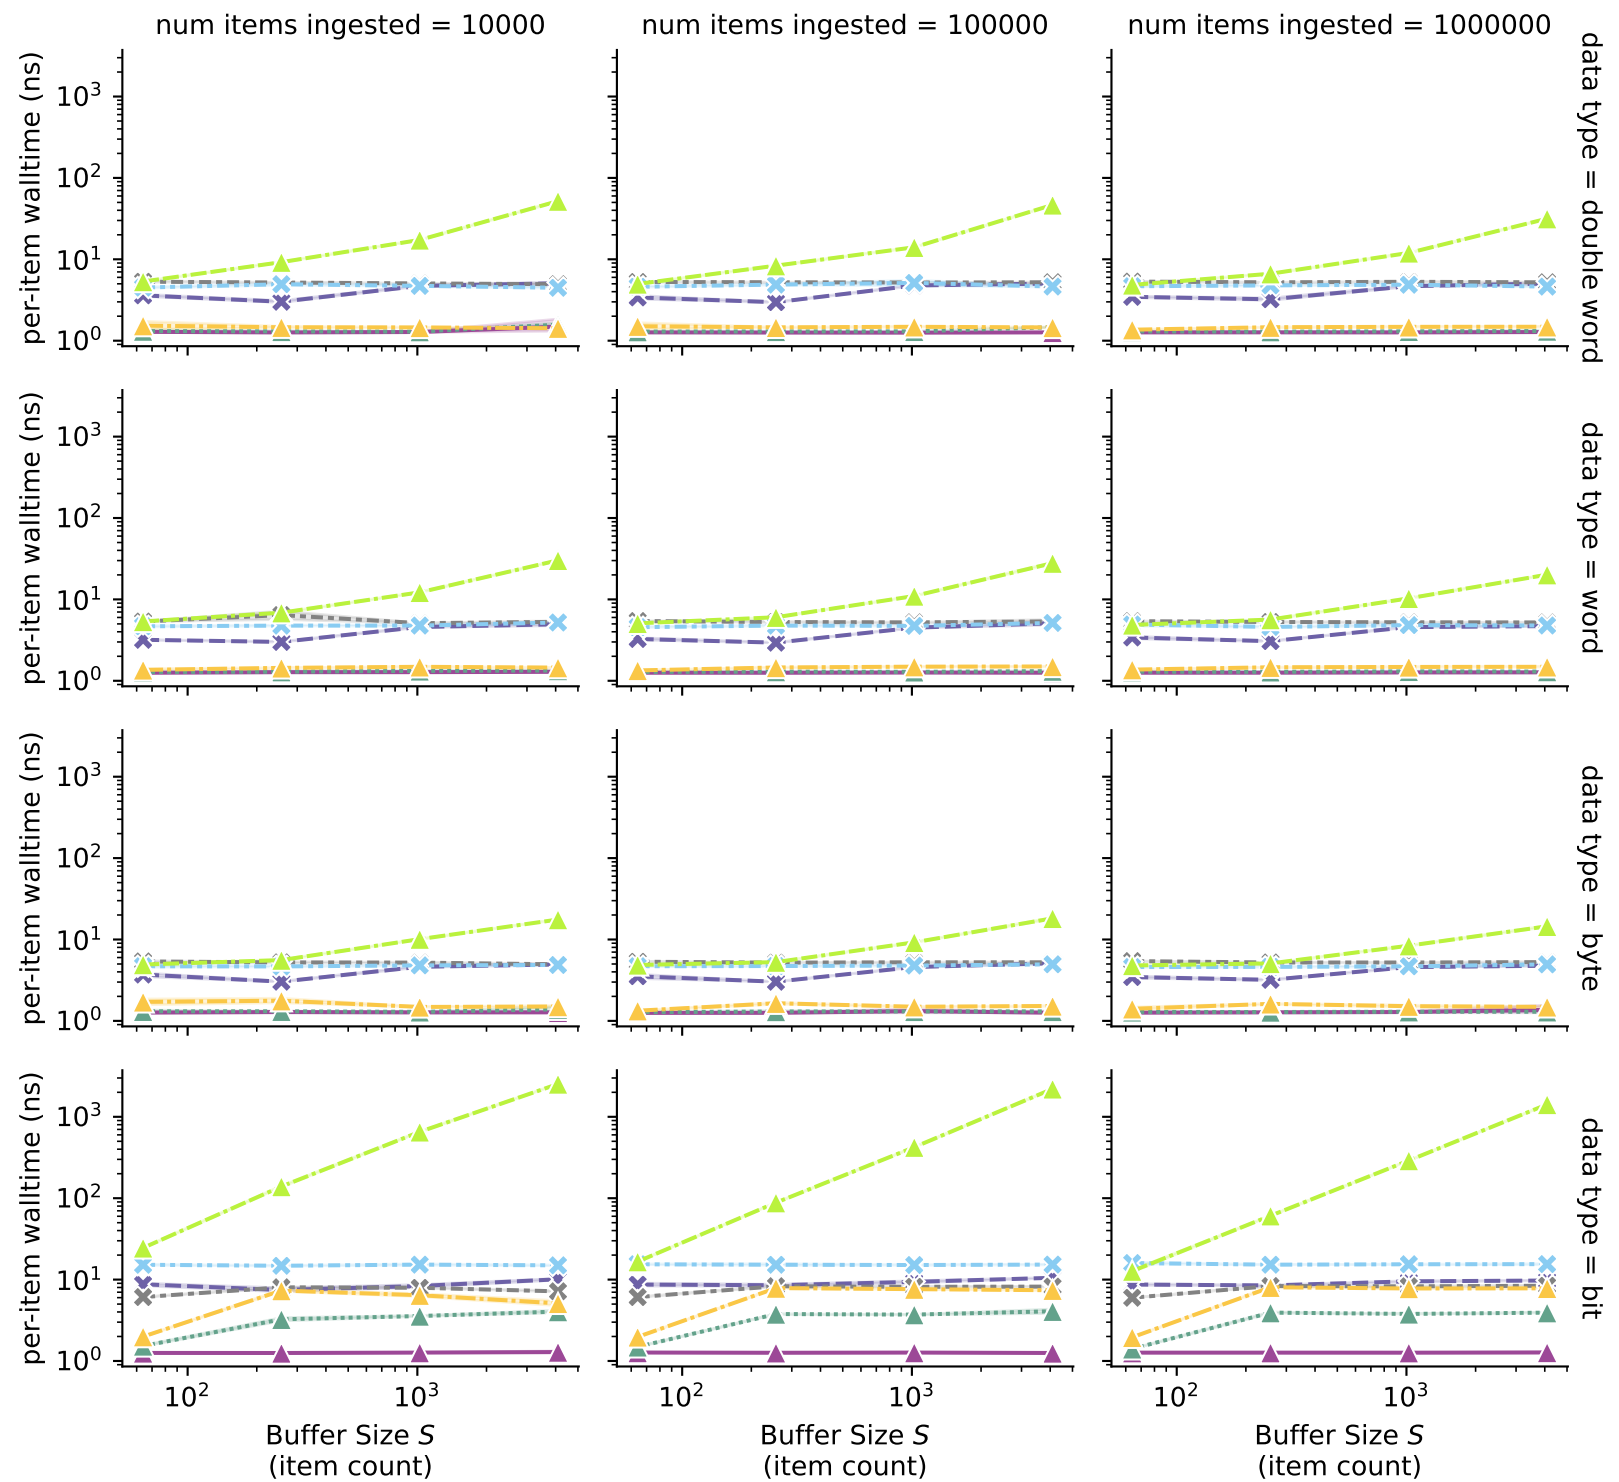 num items ingested = 10000
num items ingested = 100000
num items ingested = 1000000
per-item walltime (ns)
10³
10²
10¹
10⁰
data type = double word
per-item walltime (ns)
10³
10²
10¹
10⁰
data type = word
per-item walltime (ns)
10³
10²
10¹
10⁰
data type = byte
per-item walltime (ns)
10³
10²
10¹
10⁰
data type = bit
10² 10³
10² 10³
10² 10³
Buffer Size S
(item count)
Buffer Size S
(item count)
Buffer Size S
(item count)